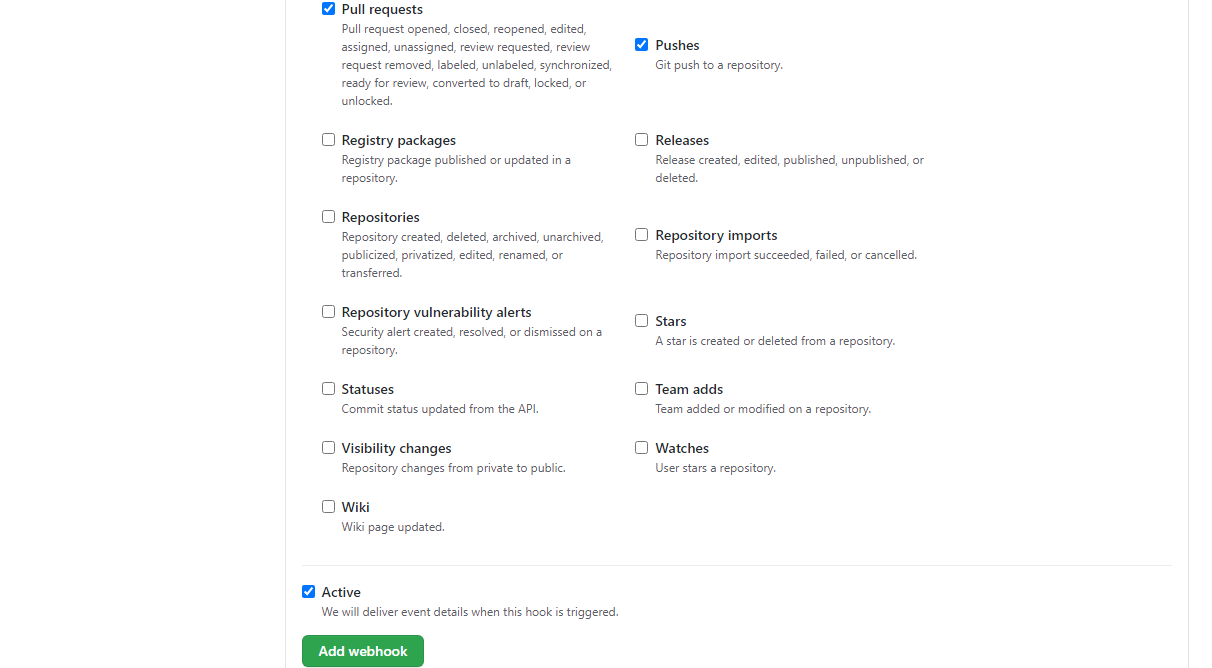 Pull requests
Pull request opened, closed, reopened, edited,
assigned, unassigned, review requested, review
request removed, labeled, unlabeled, synchronized,
ready for review, converted to draft, locked, or
unlocked.
Pushes
Git push to a repository.
Registry packages
Registry package published or updated in a
repository.
Releases
Release created, edited, published, unpublished, or
deleted.
Repositories
Repository created, deleted, archived, unarchived,
publicized, privatized, edited, renamed, or
transferred.
Repository imports
Repository import succeeded, failed, or cancelled.
Repository vulnerability alerts
Security alert created, resolved, or dismissed on a
repository.
Stars
A star is created or deleted from a repository.
Statuses
Commit status updated from the API.
Team adds
Team added or modified on a repository.
Visibility changes
Repository changes from private to public.
Watches
User stars a repository.
Wiki
Wiki page updated.
Active
We will deliver event details when this hook is triggered.
Add webhook